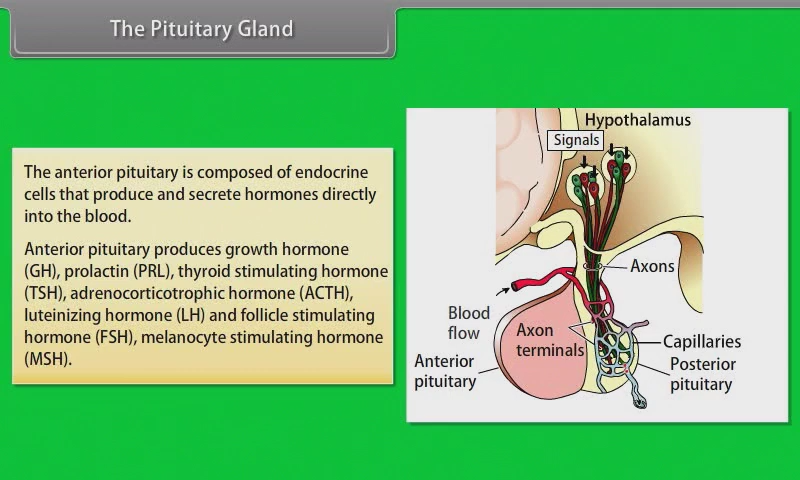 The Pituitary Gland
The anterior pituitary is composed of endocrine
cells that produce and secrete hormones directly
into the blood.
Anterior pituitary produces growth hormone
(GH), prolactin (PRL), thyroid stimulating hormone
(TSH), adrenocorticotrophic hormone (ACTH),
luteinizing hormone (LH) and follicle stimulating
hormone (FSH), melanocyte stimulating hormone
(MSH).
Hypothalamus
Signals
Axons
Blood
flow
Axon
terminals
Capillaries
Anterior
pituitary
Posterior
pituitary